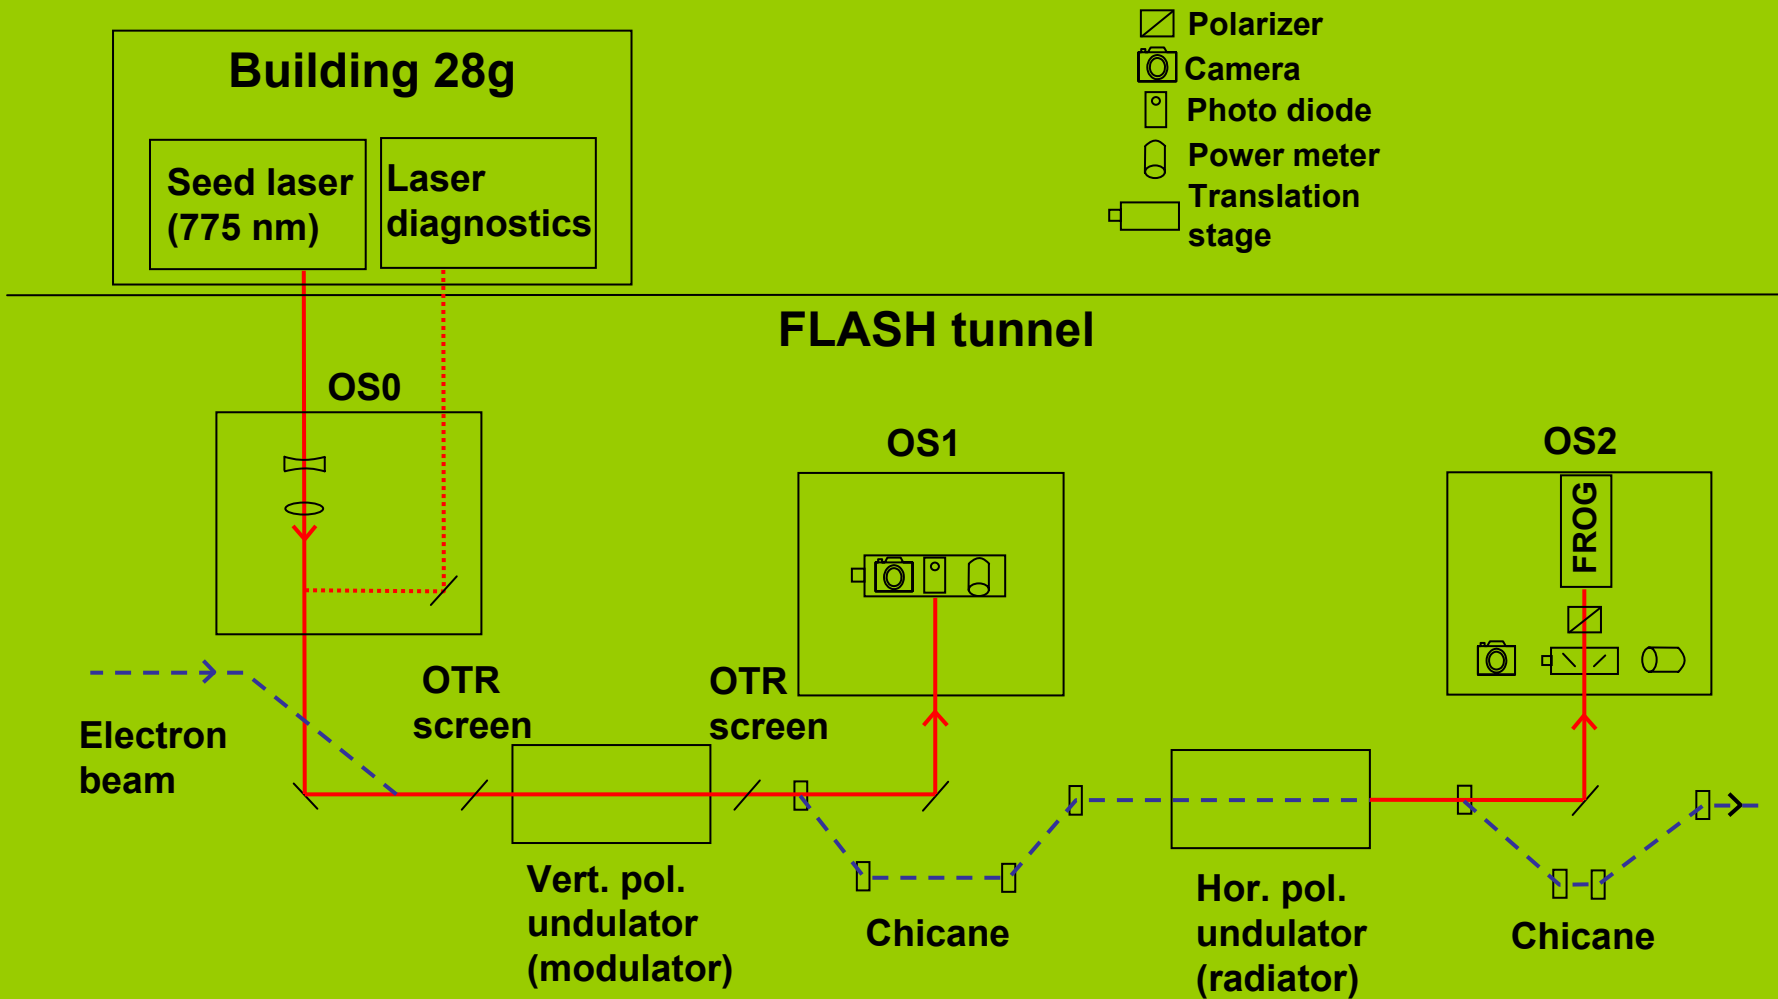 Polarizer
Camera
Photo diode
Power meter
Translation
stage
Building 28g
Seed laser
(775 nm)
Laser
diagnostics
FLASH tunnel
OS0
OS1
OS2
FROG
OTR
screen
OTR
screen
Electron
beam
Vert. pol.
undulator
(modulator)
Chicane
Hor. pol.
undulator
(radiator)
Chicane